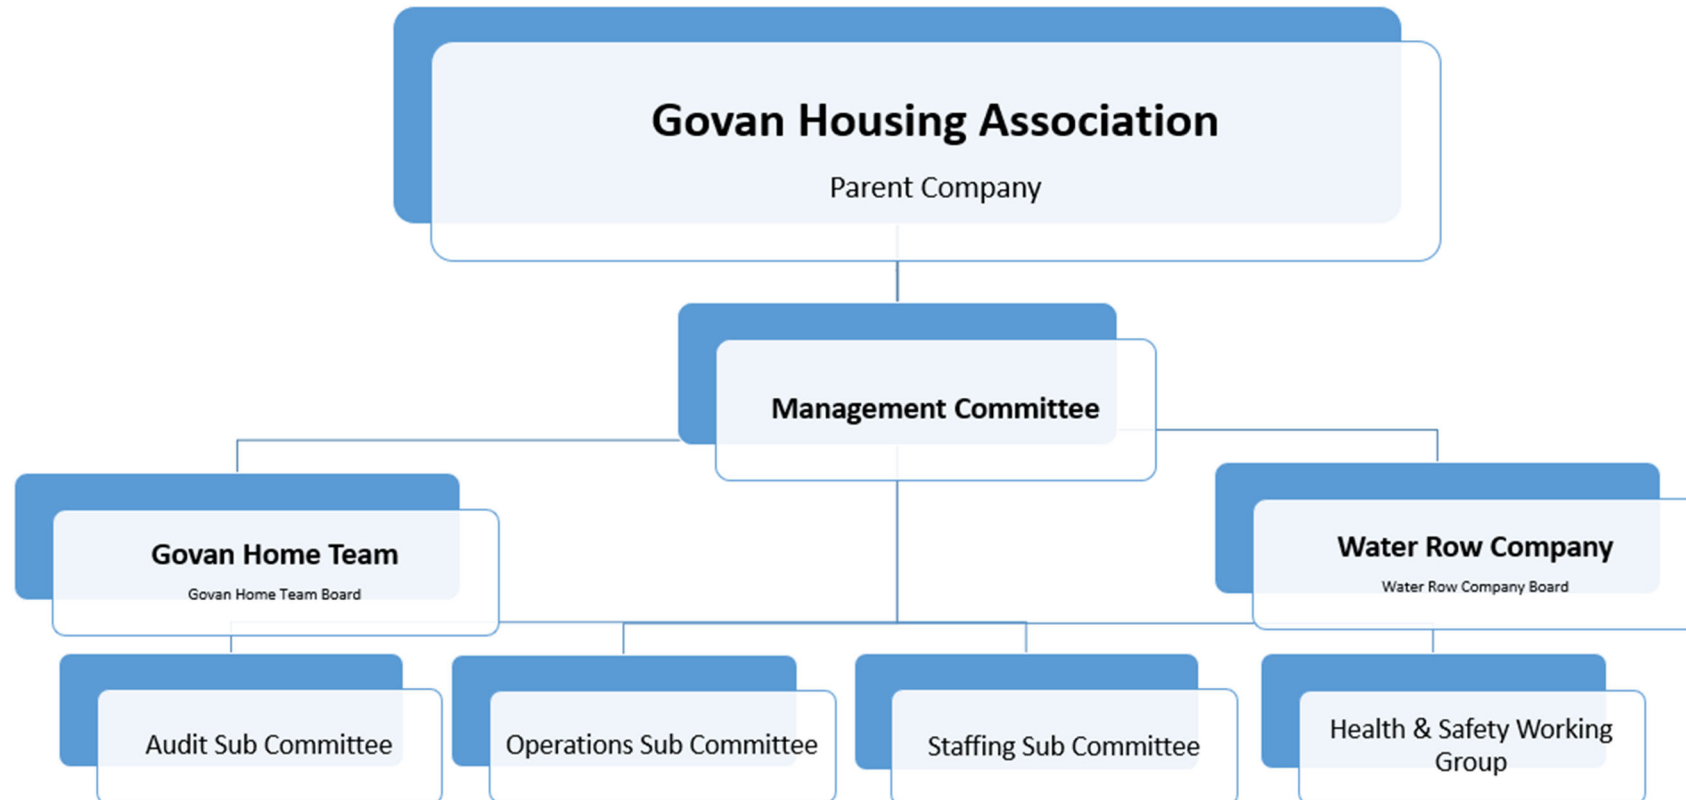 Govan Housing Association
Parent Company
Management Committee
Govan Home Team
Govan Home Team Board
Water Row Company
Water Row Company Board
Audit Sub Committee
Operations Sub Committee
Staffing Sub Committee
Health & Safety Working
Group